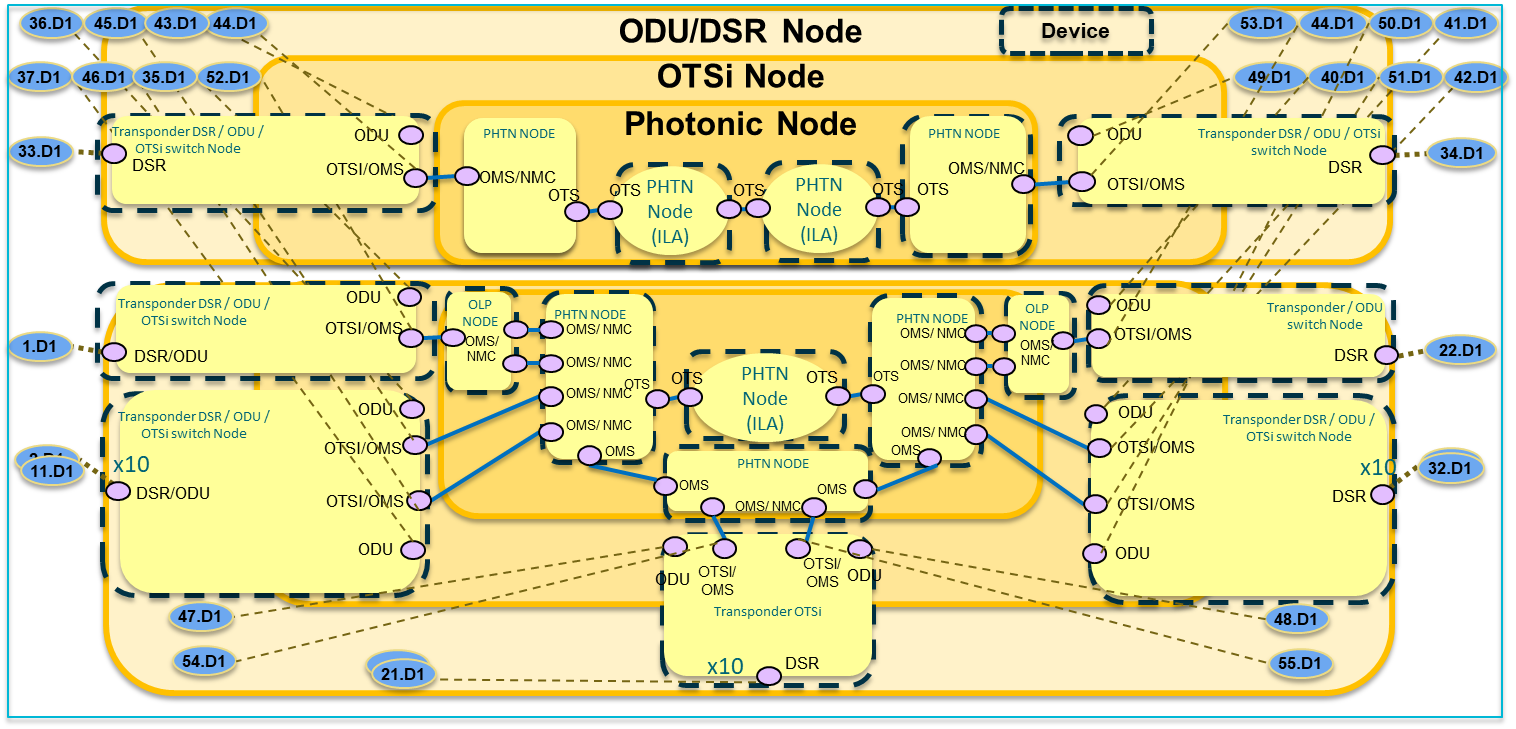 36.D1 45.D1 43.D1 44.D1
ODU/DSR Node
Device
53.D1 44.D1 50.D1 41.D1
37.D1 46.D1 35.D1 52.D1
OTSi Node
49.D1 40.D1 51.D1 42.D1
Photonic Node
33.D1
Transponder DSR / ODU /
OTSi switch Node
DSR
ODU
OTSI/OMS
PHTN NODE
OMS/NMC
OTS
OTS
PHTN
Node
(ILA)
OTS
PHTN
Node
(ILA)
OTS
PHTN NODE
OMS/NMC
OTS
ODU
OTSI/OMS
Transponder DSR / ODU / OTSi
switch Node
DSR
34.D1
1.D1
Transponder DSR / ODU /
OTSi switch Node
DSR/ODU
ODU
OTSI/OMS
OLP
NODE
OMS/
NMC
PHTN NODE
OMS/ NMC
OMS/ NMC
OMS/ NMC
OMS/ NMC
OTS
OMS
OTS
PHTN
Node
(ILA)
OTS
PHTN NODE
OMS/ NMC
OMS/ NMC
OTS
OMS/ NMC
OMS/ NMC
OMS
OLP
NODE
OMS/
NMC
ODU
OTSI/OMS
Transponder / ODU
switch Node
DSR
22.D1
11.D1
Transponder DSR / ODU /
OTSi switch Node
x10
DSR/ODU
ODU
OTSI/OMS
OTSI/OMS
ODU
PHTN NODE
OMS
OMS
OMS/ NMC
ODU
OTSI/OMS
OTSI/OMS
ODU
Transponder DSR / ODU /
OTSi switch Node
x10
DSR
32.D1
ODU
OTSI/
OMS
OTSI/
OMS
ODU
Transponder OTSi
x10
DSR
47.D1
48.D1
54.D1
55.D1
21.D1